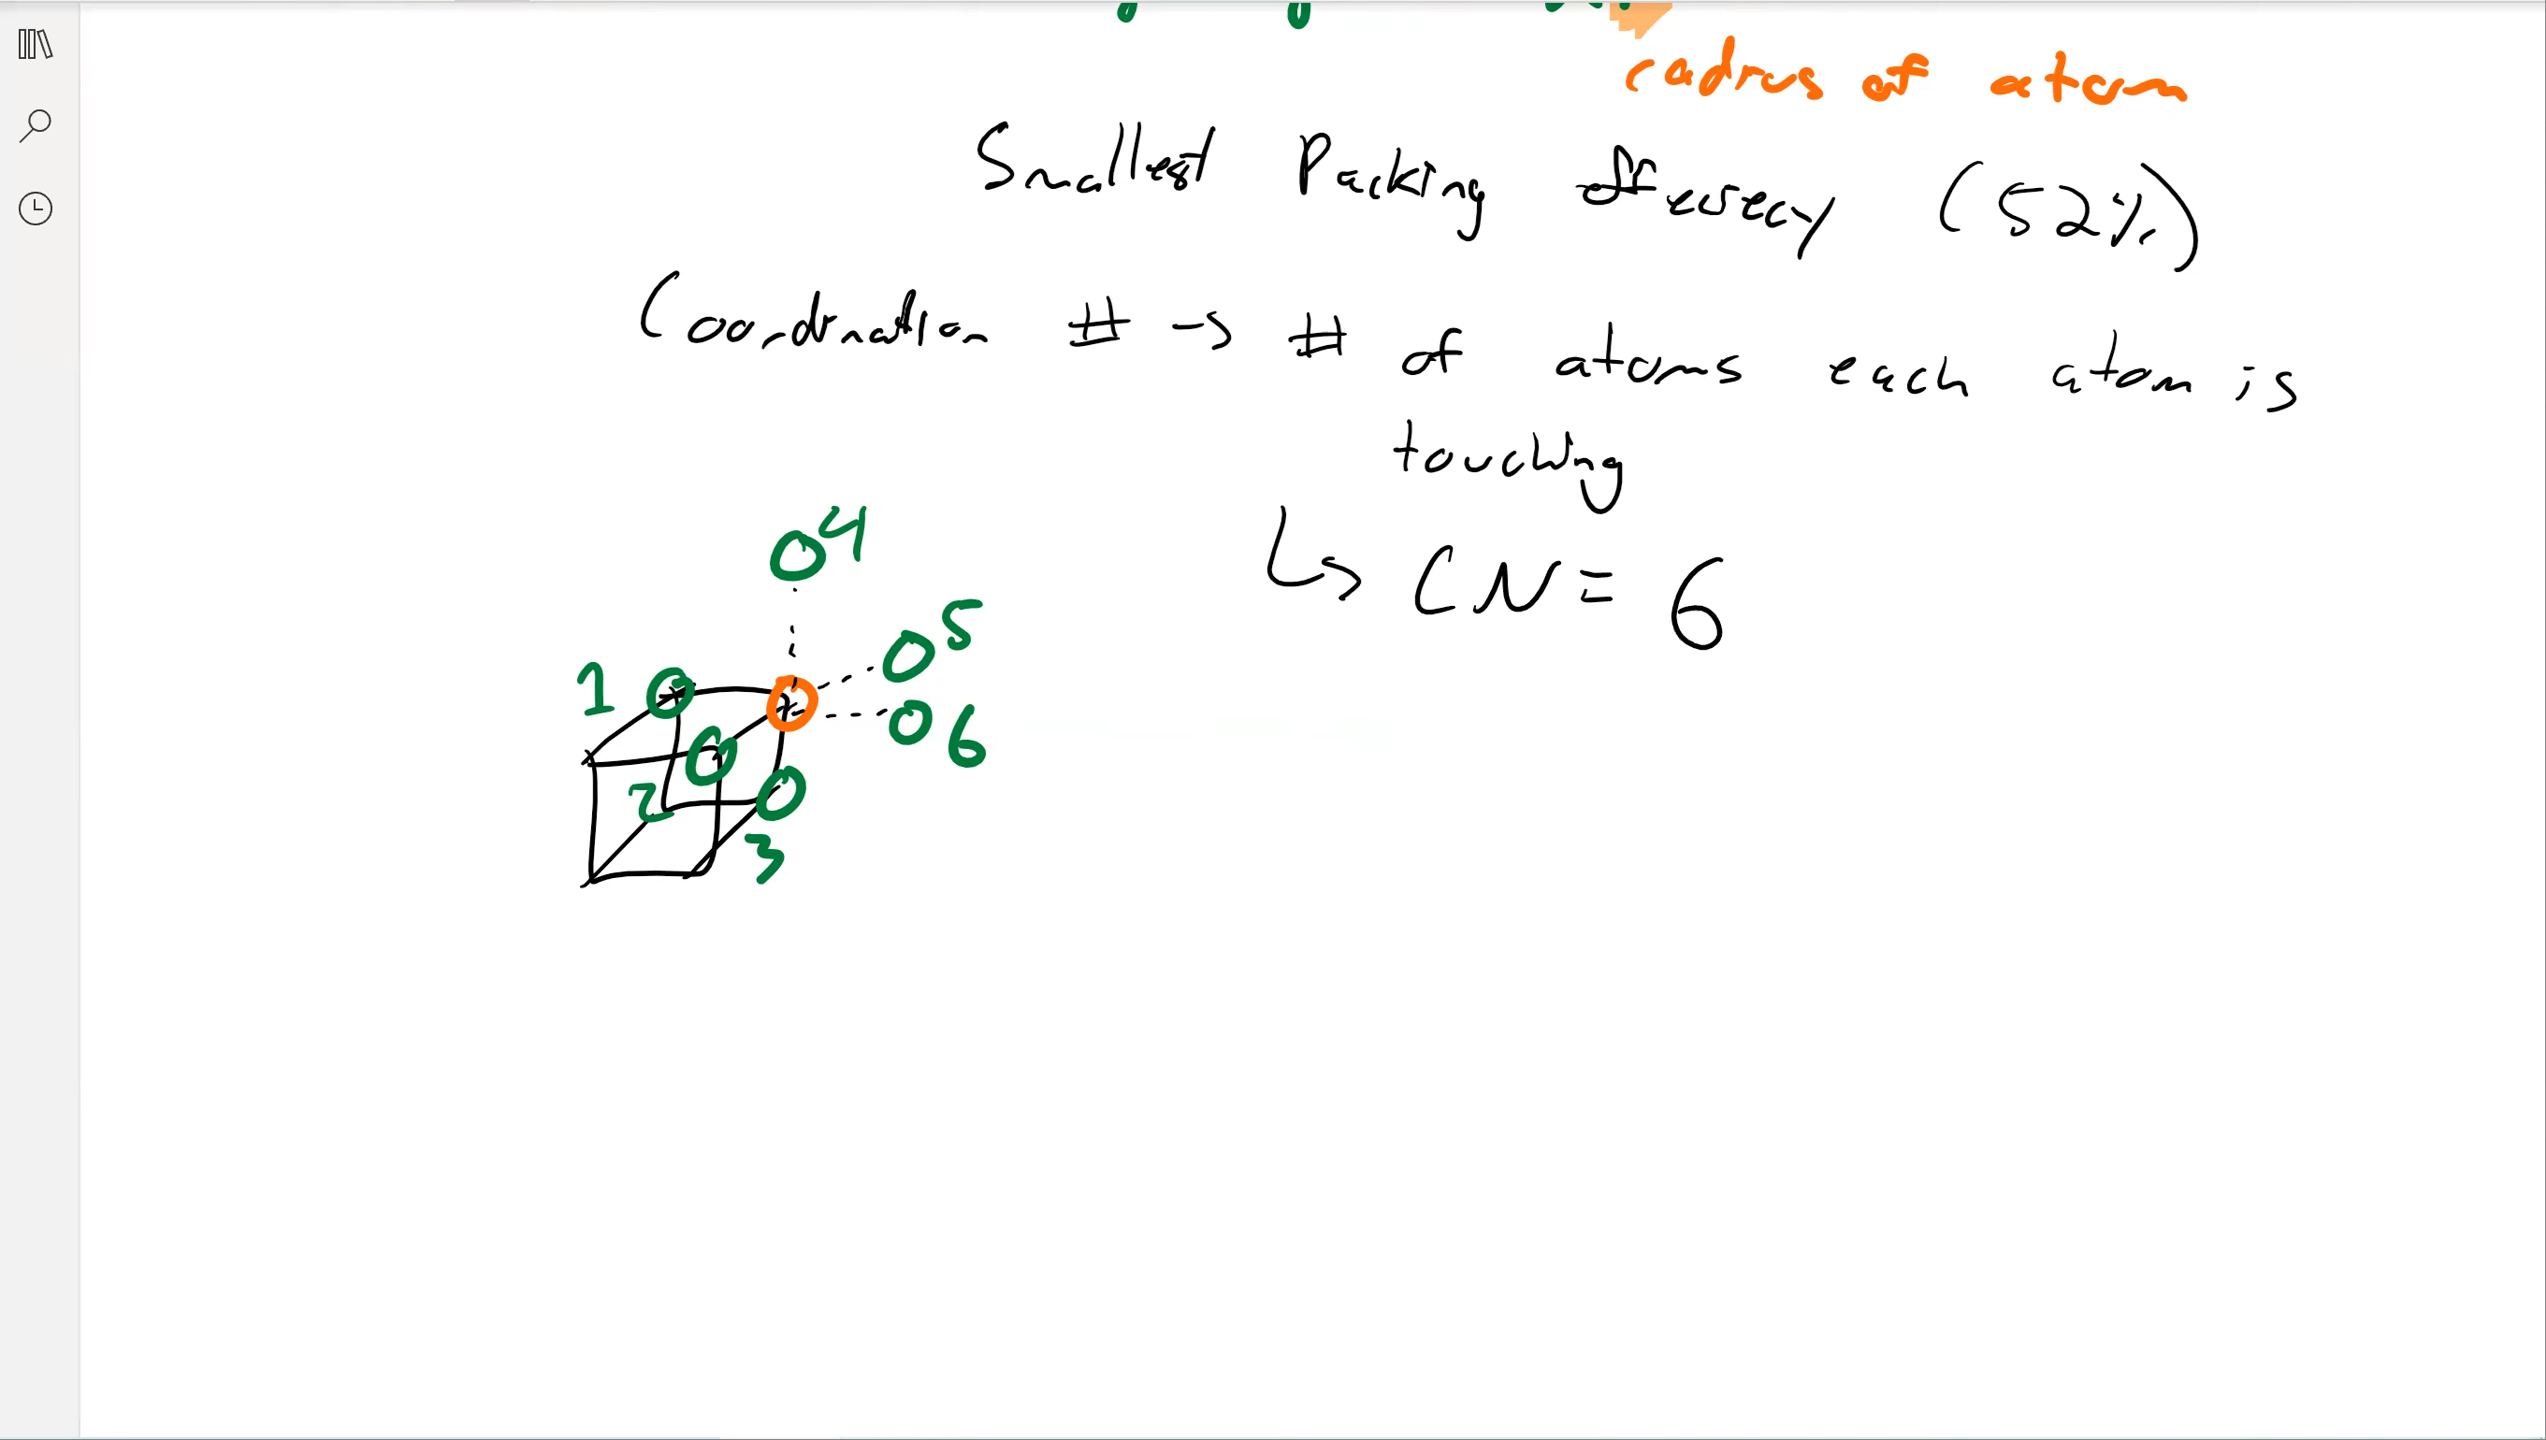 radius of atom
Smallest Packing efficiency (52%)
Coordination # → # of atoms each atom is
touching
↳ CN = 6
4
5
1
6
2
3